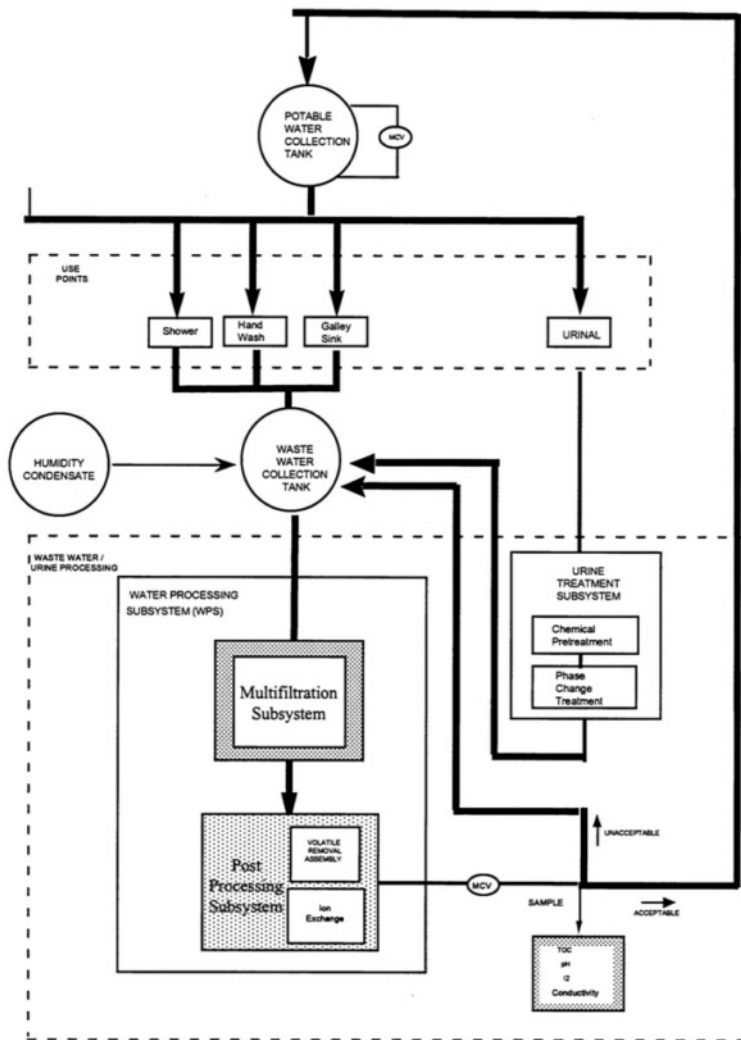 POTABLE
WATER
COLLECTION
TANK
MCV
USE
POINTS
Shower
Hand
Wash
Galley
Sink
URINAL
HUMIDITY
CONDENSATE
WASTE
WATER
COLLECTION
TANK
WASTE WATER /
URINE PROCESSING
WATER PROCESSING
SUBSYSTEM (WPS)
URINE
TREATMENT
SUBSYSTEM
Chemical
Pretreatment
Phase
Change
Treatment
Multifiltration
Subsystem
Post
Processing
Subsystem
VOLATILE
REMOVAL
ASSEMBLY
Ion
Exchange
MCV
UNACCEPTABLE
SAMPLE
ACCEPTABLE
TOC
pH
I2
Conductivity